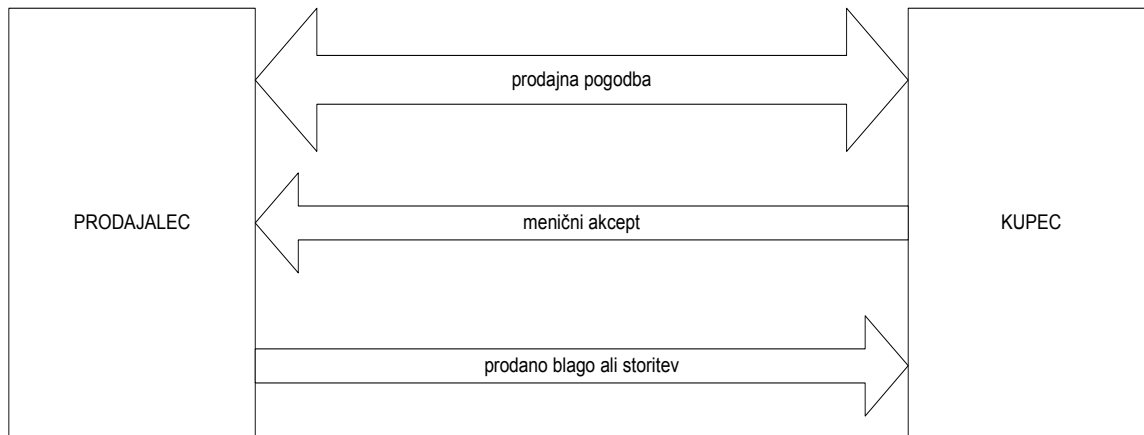 prodajna pogodba
PRODAJALEC
menični akcept
KUPEC
prodano blago ali storitev